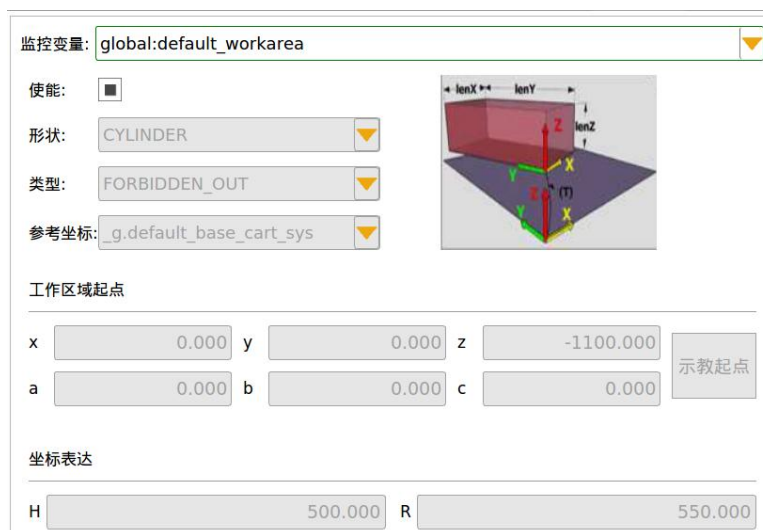 监控变量: global:default_workarea
使能:
lenX lenY
形状: CYLINDER
Z lenZ
X
Y
类型: FORBIDDEN_OUT
Z (T)
Y X
参考坐标: _g.default_base_cart_sys
工作区域起点
x 0.000 y 0.000 z -1100.000
示教起点
a 0.000 b 0.000 c 0.000
坐标表达
H 500.000 R 550.000